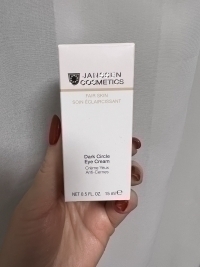 JANSSEN
COSMETICS
FAIR SKIN
SOIN ÉCLAIRCISSANT
Dark Circle
Eye Cream
Crème Yeux
Anti-Cernes
NET 0.5 FL. OZ. 15 ml ℮